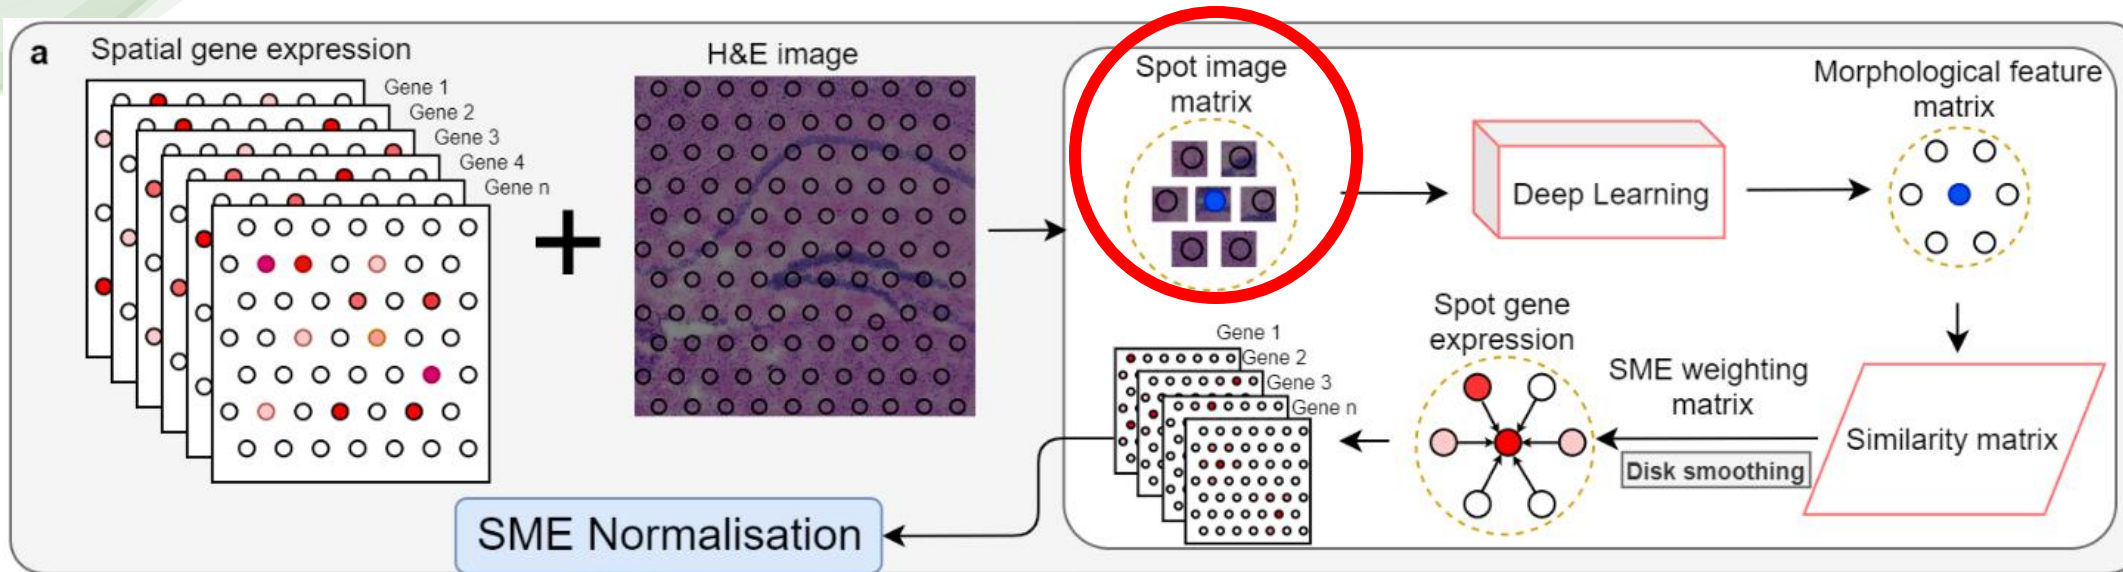 a
Spatial gene expression
Gene 1
Gene 2
Gene 3
Gene 4
Gene n
H&E image
Spot image
matrix
Deep Learning
Morphological feature
matrix
Similarity matrix
SME weighting
matrix
Disk smoothing
Spot gene
expression
Gene 1
Gene 2
Gene 3
Gene n
SME Normalisation